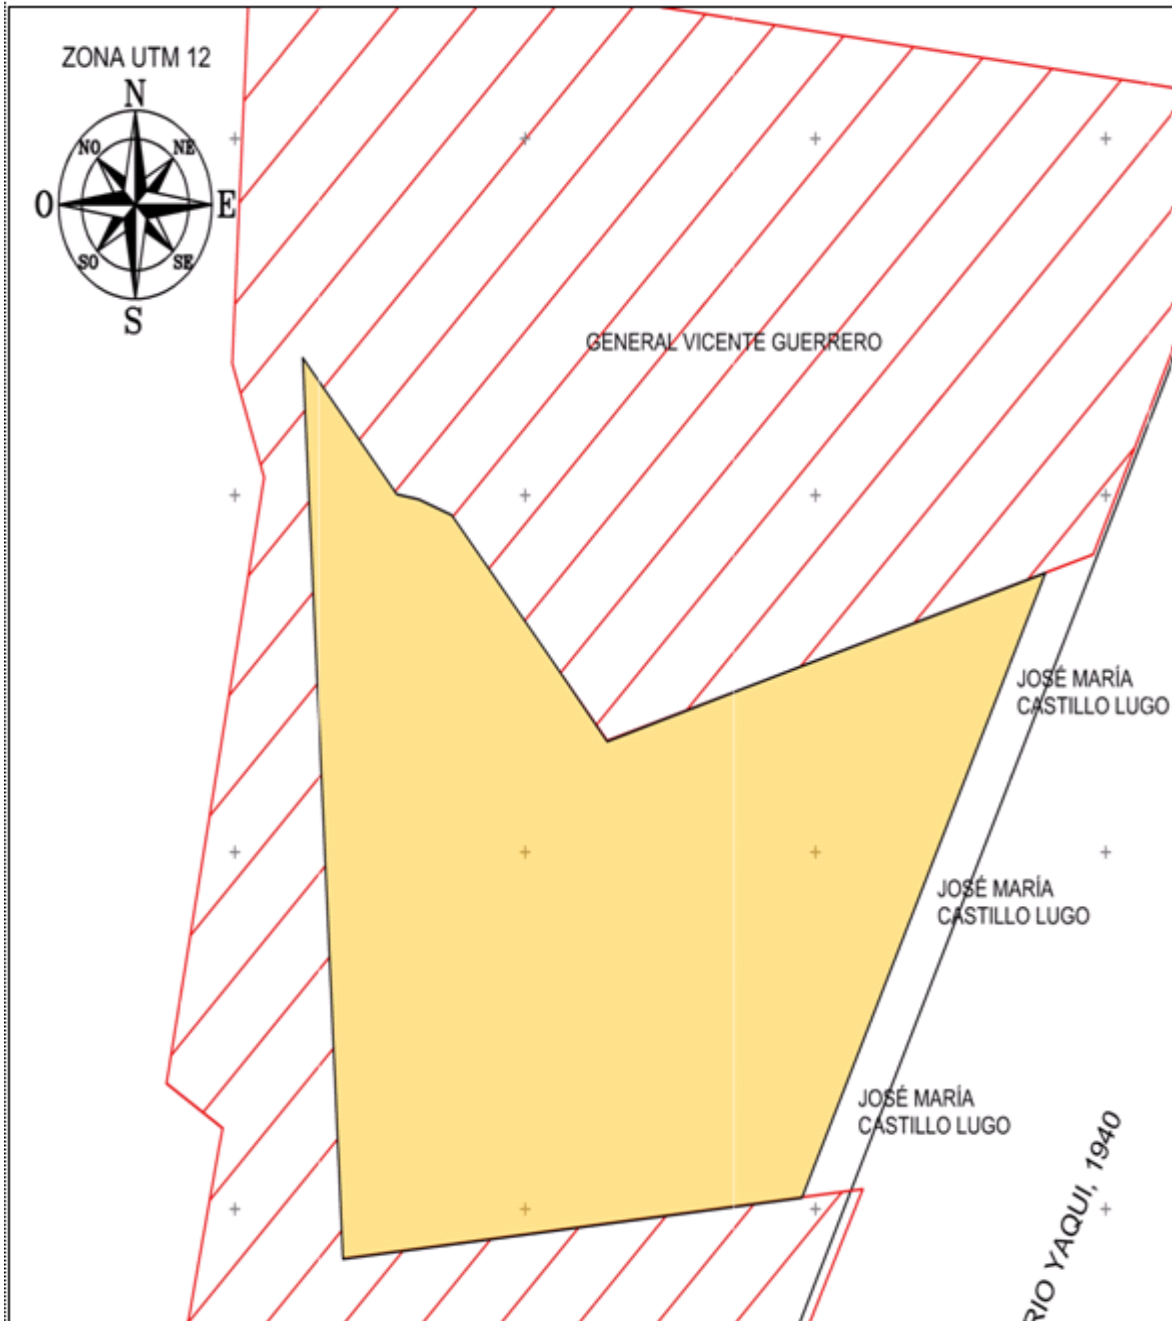 ZONA UTM 12
N
NO
NE
O
E
SO
SE
S
GENERAL VICENTE GUERRERO
JOSÉ MARÍA
CASTILLO LUGO
JOSÉ MARÍA
CASTILLO LUGO
JOSÉ MARÍA
CASTILLO LUGO
RIO YAQUI, 1940